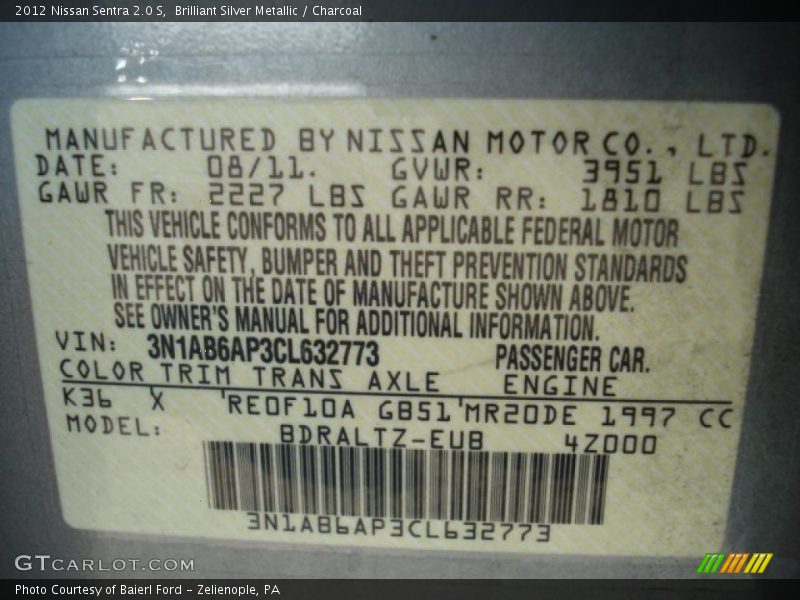 2012 Nissan Sentra 2.0 S,  Brilliant Silver Metallic / Charcoal
MANUFACTURED BY NISSAN MOTOR CO., LTD.
DATE: 08/11. GVWR: 3951 LBS
GAWR FR: 2227 LBS GAWR RR: 1810 LBS
THIS VEHICLE CONFORMS TO ALL APPLICABLE FEDERAL MOTOR
VEHICLE SAFETY, BUMPER AND THEFT PREVENTION STANDARDS
IN EFFECT ON THE DATE OF MANUFACTURE SHOWN ABOVE.
SEE OWNER'S MANUAL FOR ADDITIONAL INFORMATION.
VIN: 3N1AB6AP3CL632773 PASSENGER CAR.
COLOR TRIM TRANS AXLE ENGINE
K36 X 'RE0F10A GB51'MR20DE 1997 CC
MODEL: BDRALTZ-EUB 4Z000
3N1AB6AP3CL632773
GTCARLOT.COM
Photo Courtesy of Baierl Ford – Zelienople, PA